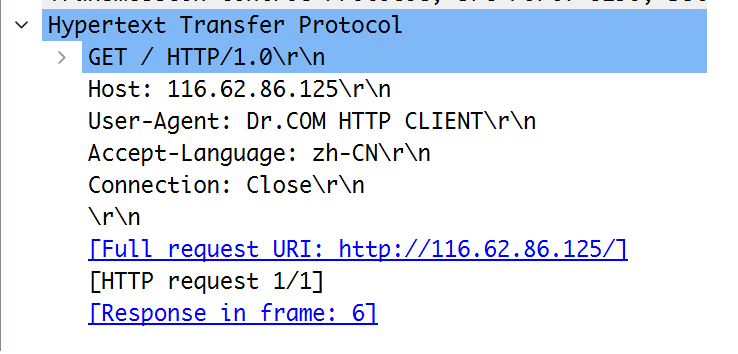 Hypertext Transfer Protocol
GET / HTTP/1.0\r\n
Host: 116.62.86.125\r\n
User-Agent: Dr.COM HTTP CLIENT\r\n
Accept-Language: zh-CN\r\n
Connection: Close\r\n
\r\n
[Full request URI: http://116.62.86.125/]
[HTTP request 1/1]
[Response in frame: 6]